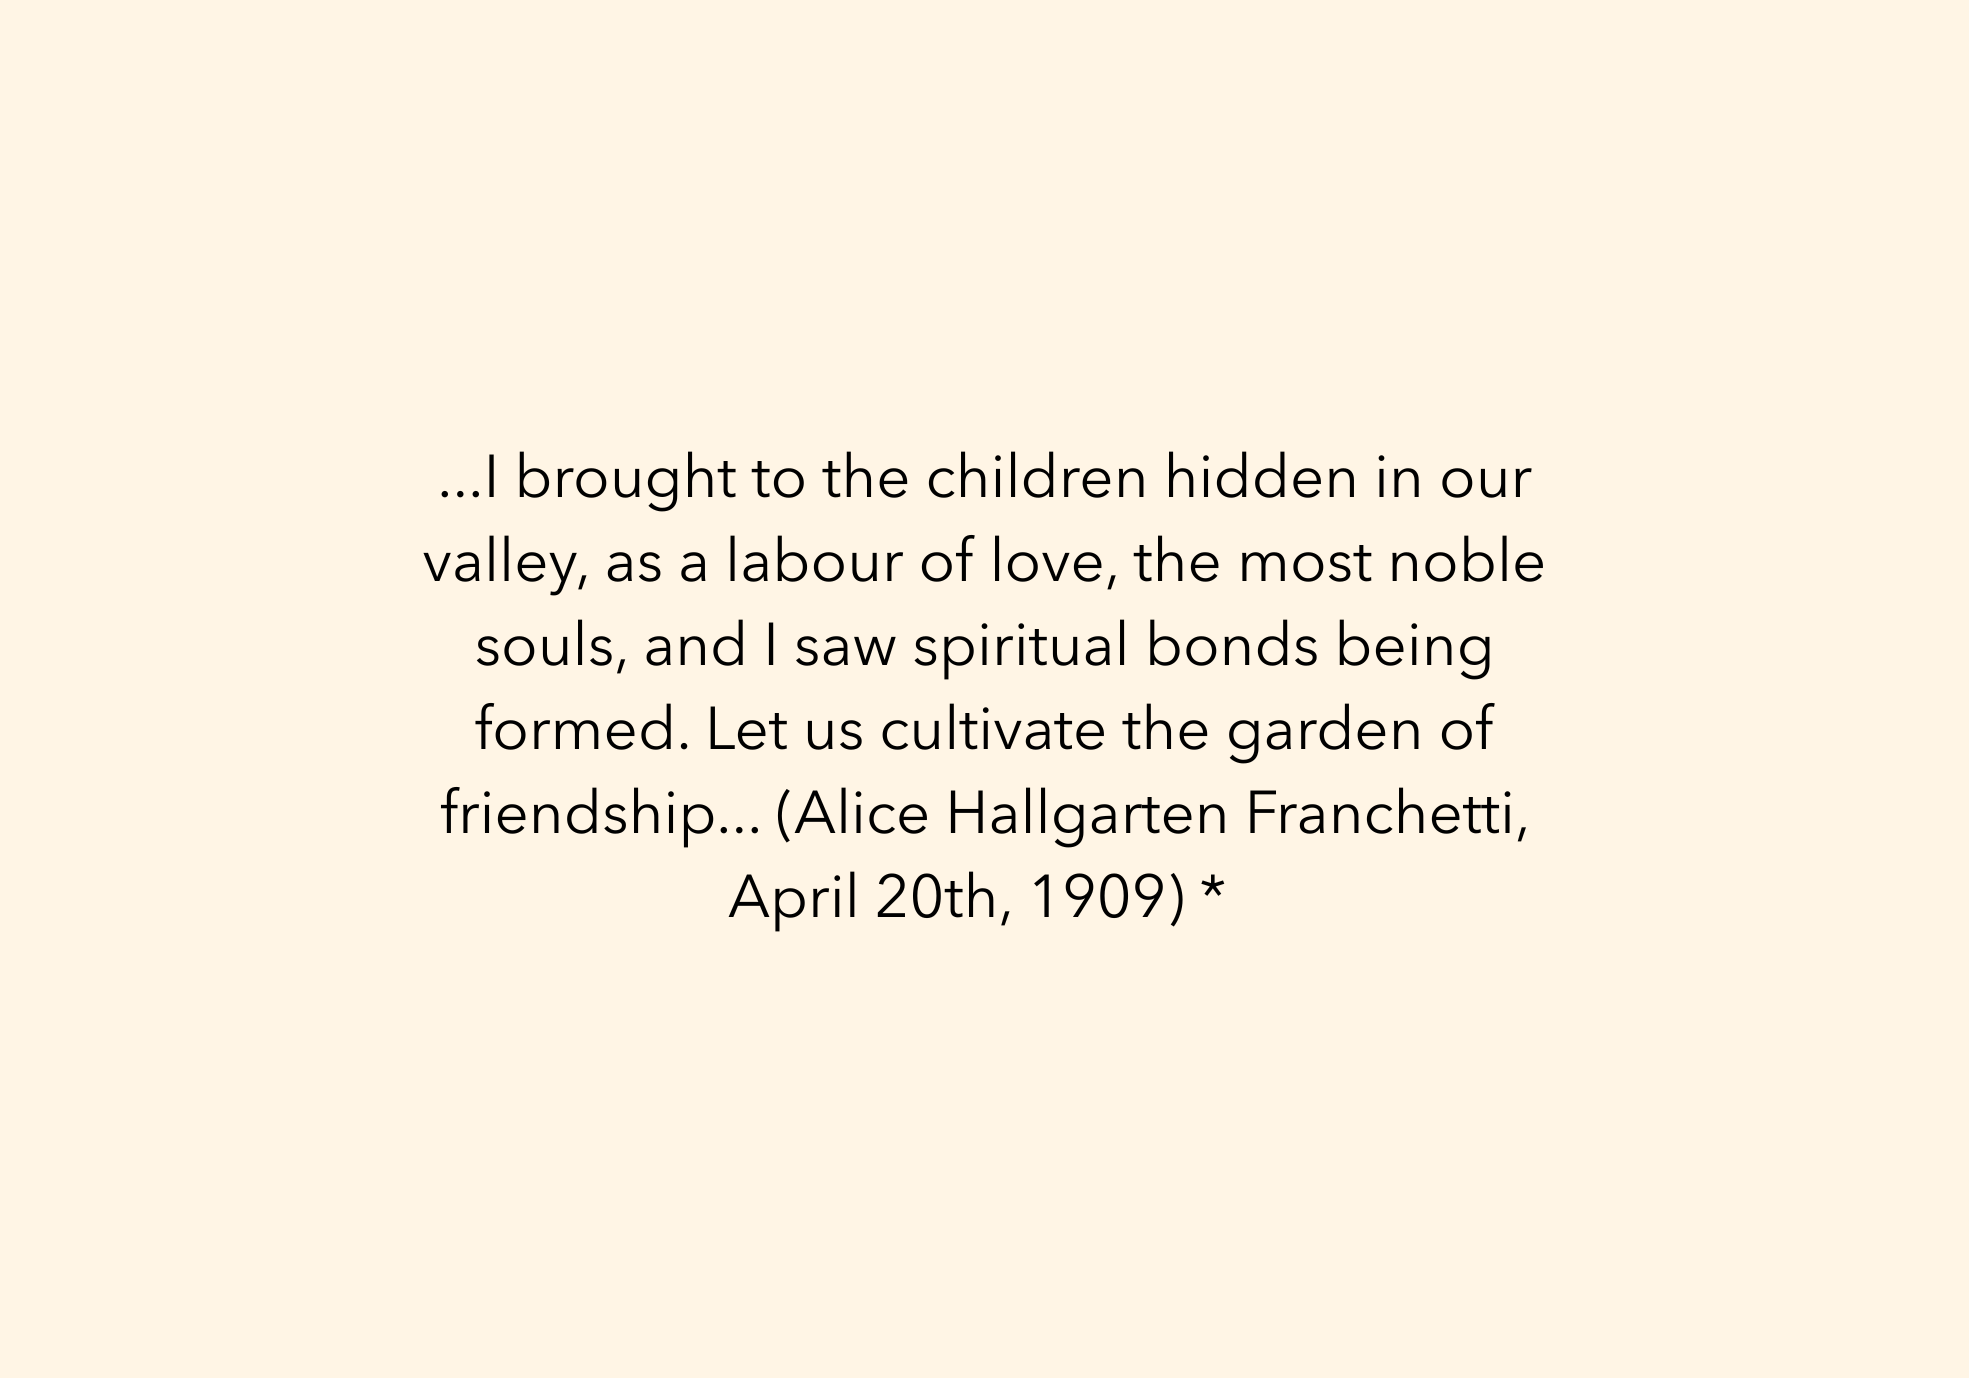 ...I brought to the children hidden in our
valley, as a labour of love, the most noble
souls, and I saw spiritual bonds being
formed. Let us cultivate the garden of
friendship... (Alice Hallgarten Franchetti,
April 20th, 1909) *